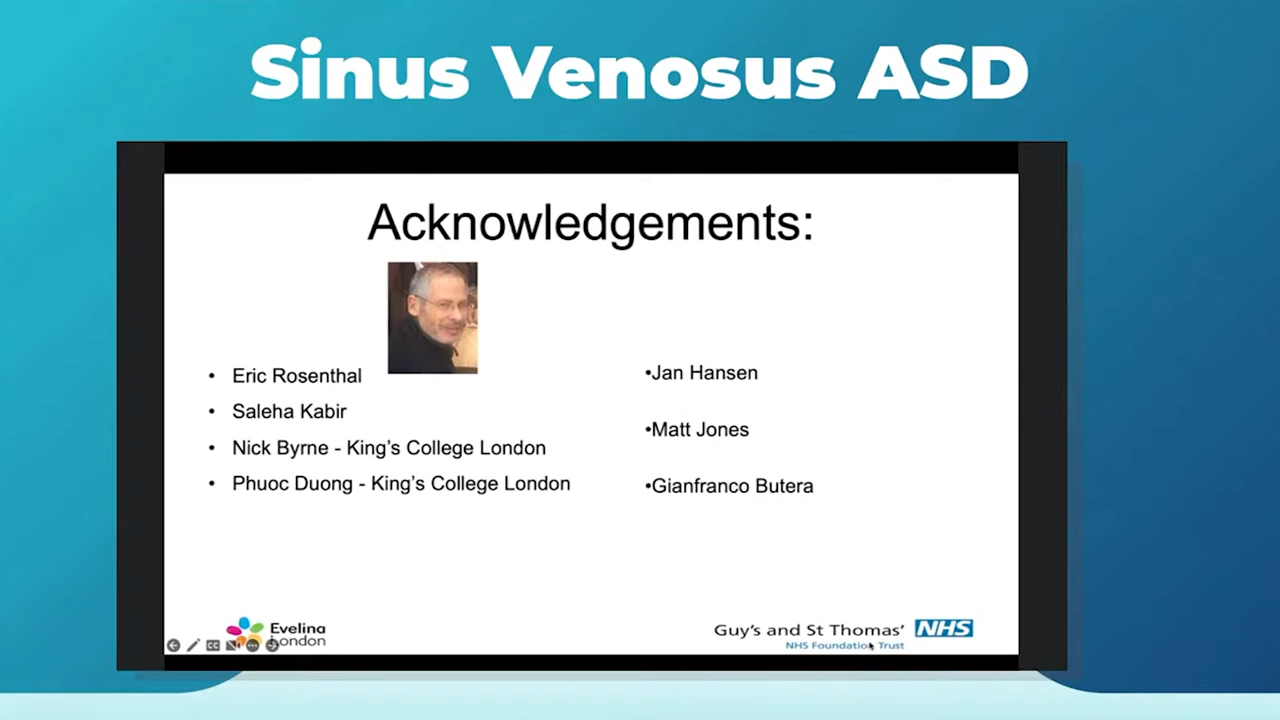 Sinus Venosus ASD
Acknowledgements:
• Eric Rosenthal
• Saleha Kabir
• Nick Byrne - King's College London
• Phuoc Duong - King's College London
•Jan Hansen
•Matt Jones
•Gianfranco Butera
Evelina
London
Guy's and St Thomas' NHS
NHS Foundation Trust
CC